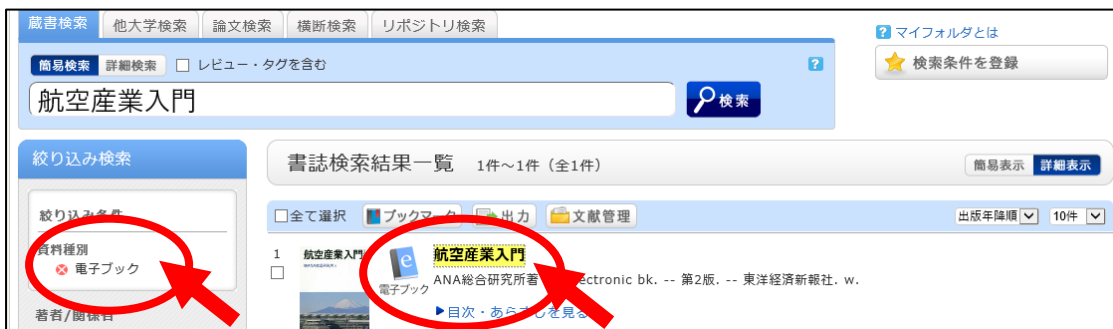 蔵書検索 他大学検索 論文検索 横断検索 リポジトリ検索
マイフォルダとは
簡易検索 詳細検索 レビュー・タグを含む
検索条件を登録
航空産業入門
検索
絞り込み検索
書誌検索結果一覧 1件～1件（全1件）
簡易表示 詳細表示
絞り込み条件
全て選択 ブックマーク 出力 文献管理
出版年降順 10件
資料種別
電子ブック
1 航空産業入門
電子ブック
航空産業入門
ANA総合研究所著 ectronic bk. -- 第2版. -- 東洋経済新報社. w.
目次・あらすじを見る
著者/関係者